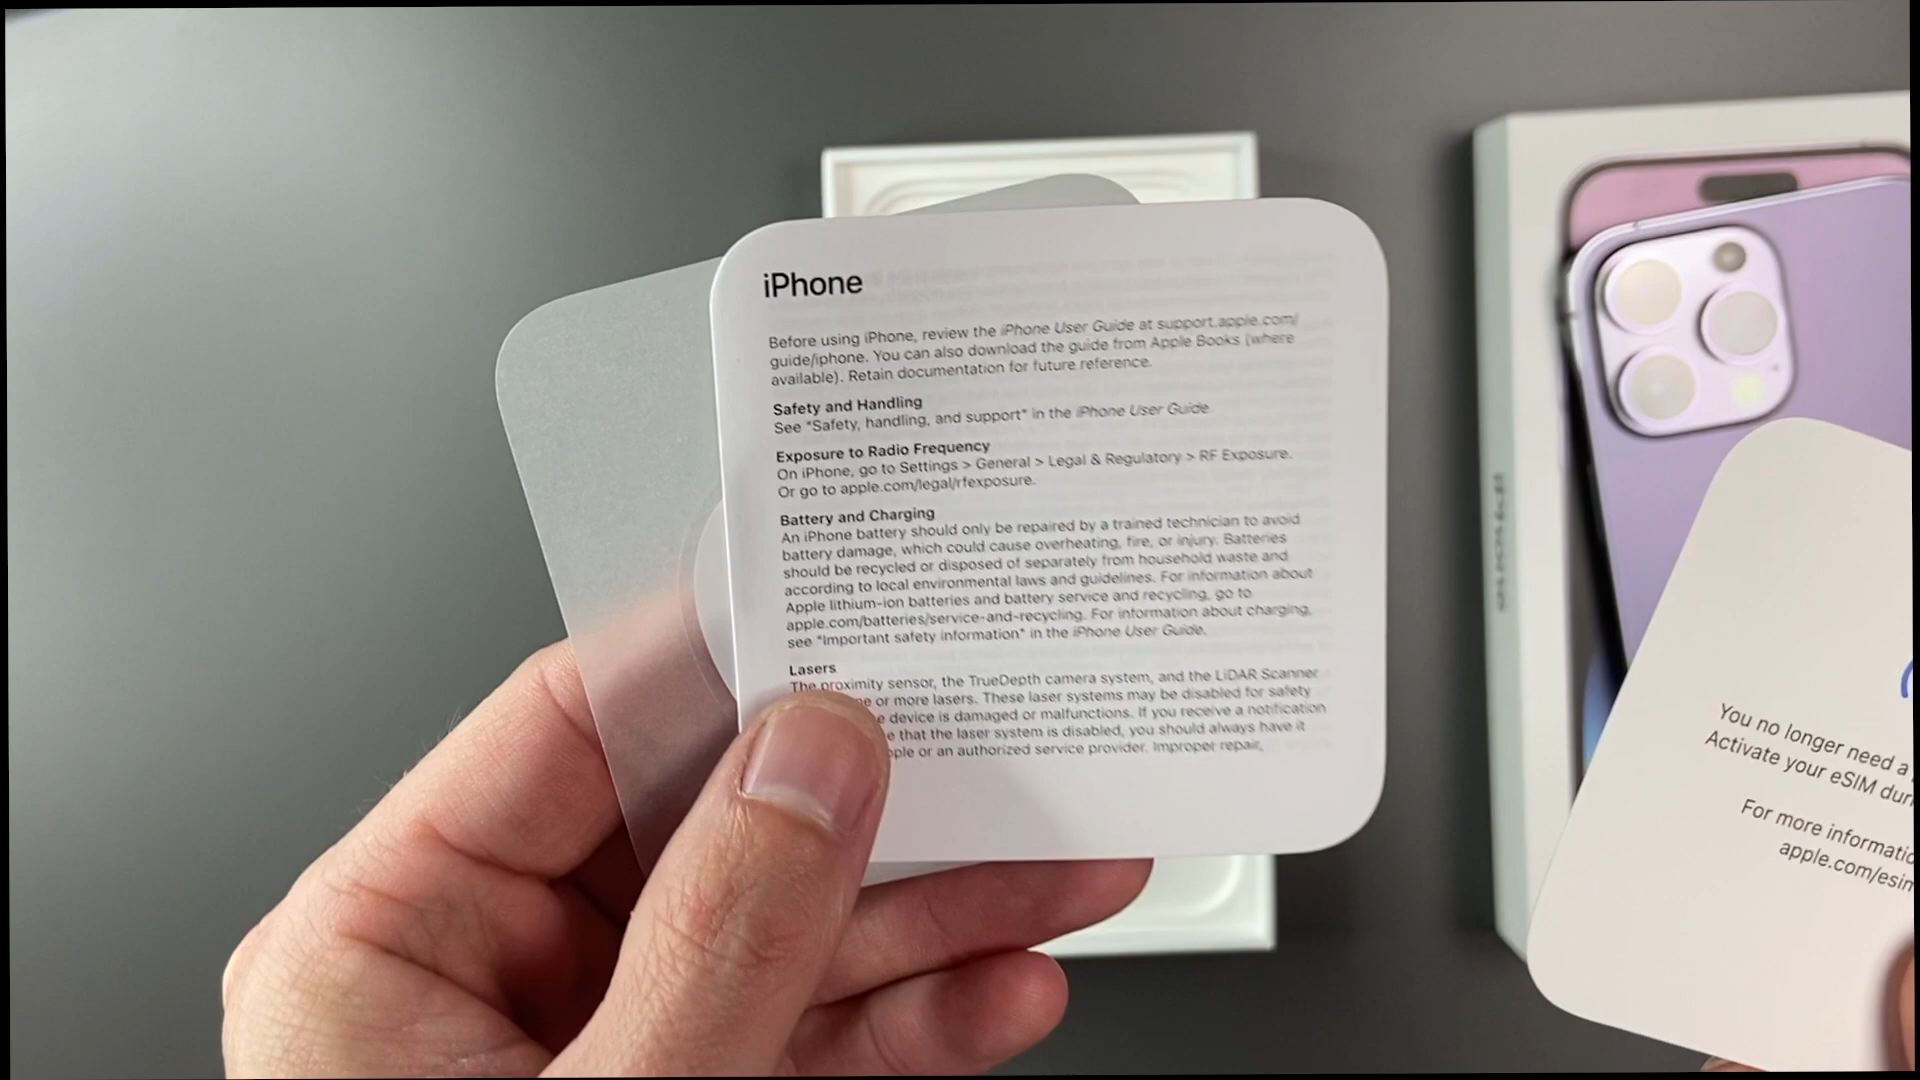 iPhone
Before using iPhone, review the iPhone User Guide at support.apple.com/
guide/iphone. You can also download the guide from Apple Books (where
available). Retain documentation for future reference.
Safety and Handling
See "Safety, handling, and support" in the iPhone User Guide.
Exposure to Radio Frequency
On iPhone, go to Settings > General > Legal & Regulatory > RF Exposure.
Or go to apple.com/legal/rfexposure.
Battery and Charging
An iPhone battery should only be repaired by a trained technician to avoid
battery damage, which could cause overheating, fire, or injury. Batteries
should be recycled or disposed of separately from household waste and
according to local environmental laws and guidelines. For information about
Apple lithium-ion batteries and battery service and recycling, go to
apple.com/batteries/service-and-recycling. For information about charging,
see "Important safety information" in the iPhone User Guide.
Lasers
The proximity sensor, the TrueDepth camera system, and the LiDAR Scanner
or more lasers. These laser systems may be disabled for safety
device is damaged or malfunctions. If you receive a notification
that the laser system is disabled, you should always have it
or an authorized service provider. Improper repair,
You no longer need a
Activate your eSIM
For more
apple.com/esim